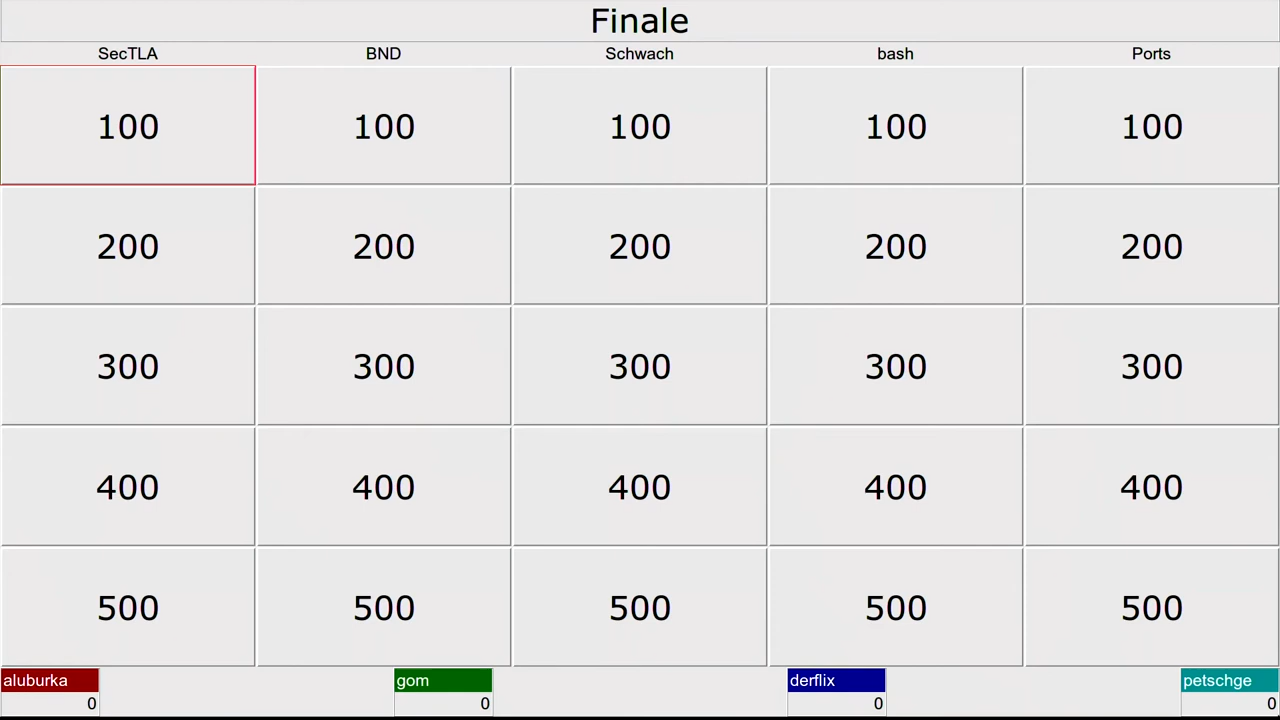 Finale
SecTLA BND Schwach bash Ports
100 100 100 100 100
200 200 200 200 200
300 300 300 300 300
400 400 400 400 400
500 500 500 500 500
aluburka gom derflix petschge
0 0 0 0